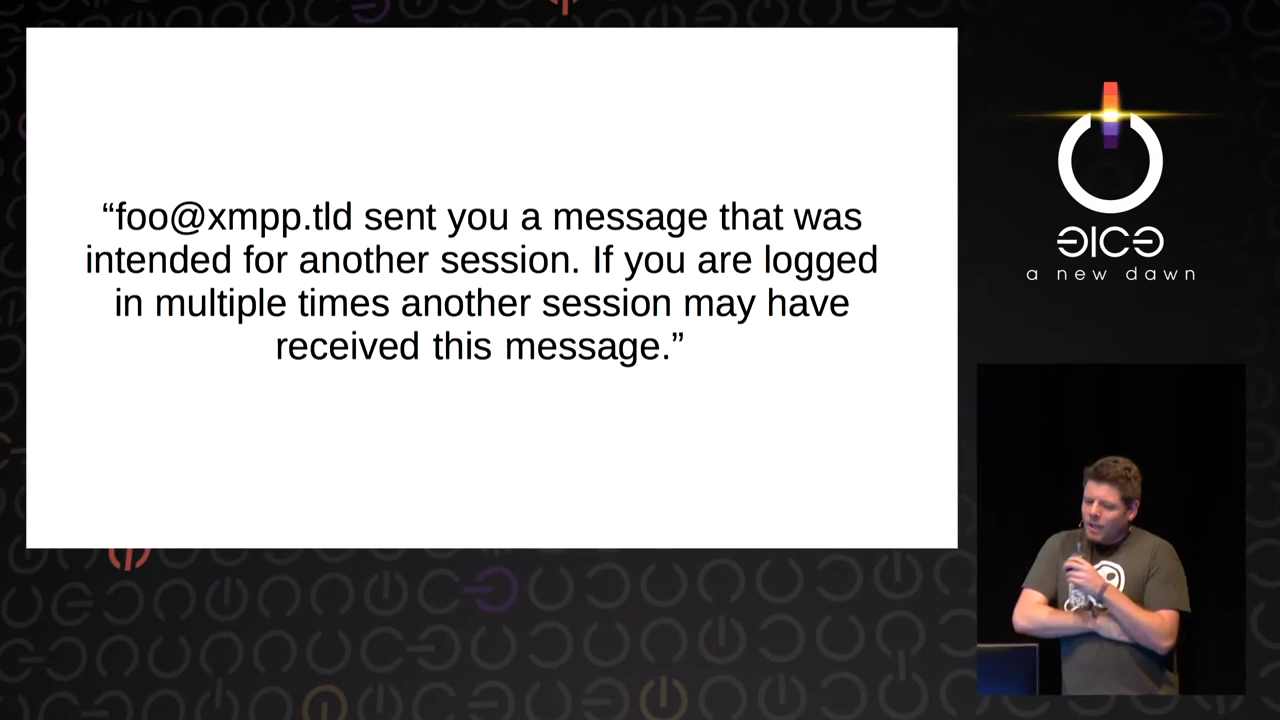 “foo@xmpp.tld sent you a message that was
intended for another session. If you are logged
in multiple times another session may have
received this message.”
ƎICƏ
a new dawn